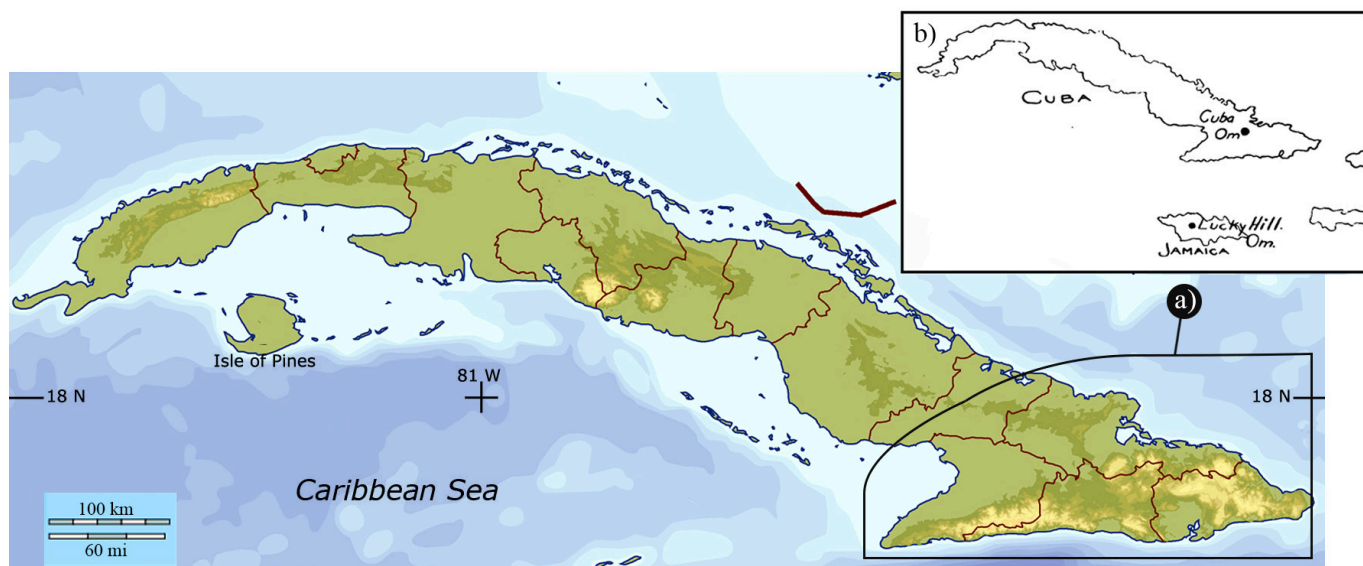 b)
CUBA
Cuba
Om
Lucky Hill.
Om.
JAMAICA
a)
Isle of Pines
81 W
18 N
18 N
Caribbean Sea
100 km
60 mi